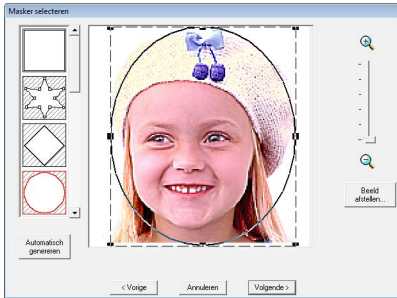 Masker selecteren
Beeld
afstellen...
Automatisch
genereren
< Vorige
Annuleren
Volgende >